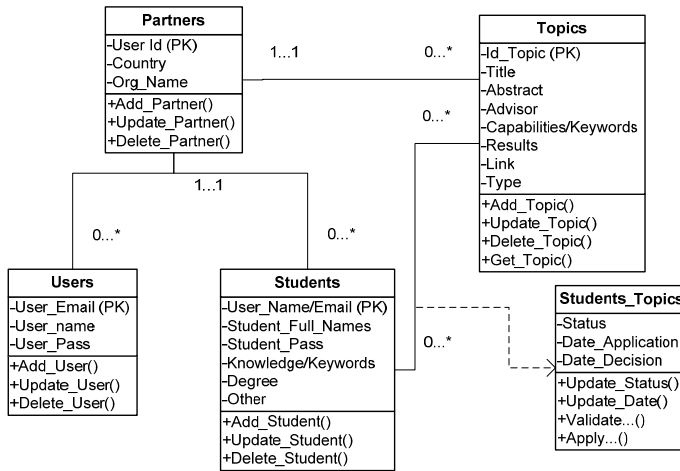 Partners
-User Id (PK)
-Country
-Org_Name
+Add_Partner()
+Update_Partner()
+Delete_Partner()
1...1
0...*
Topics
-Id_Topic (PK)
-Title
-Abstract
-Advisor
-Capabilities/Keywords
-Results
-Link
-Type
+Add_Topic()
+Update_Topic()
+Delete_Topic()
+Get_Topic()
0...*
1...1
0...*
0...*
Users
-User_Email (PK)
-User_name
-User_Pass
+Add_User()
+Update_User()
+Delete_User()
Students
-User_Name/Email (PK)
-Student_Full_Names
-Student_Pass
-Knowledge/Keywords
-Degree
-Other
+Add_Student()
+Update_Student()
+Delete_Student()
0...*
Students_Topics
-Status
-Date_Application
-Date_Decision
+Update_Status()
+Update_Date()
+Validate...()
+Apply...()